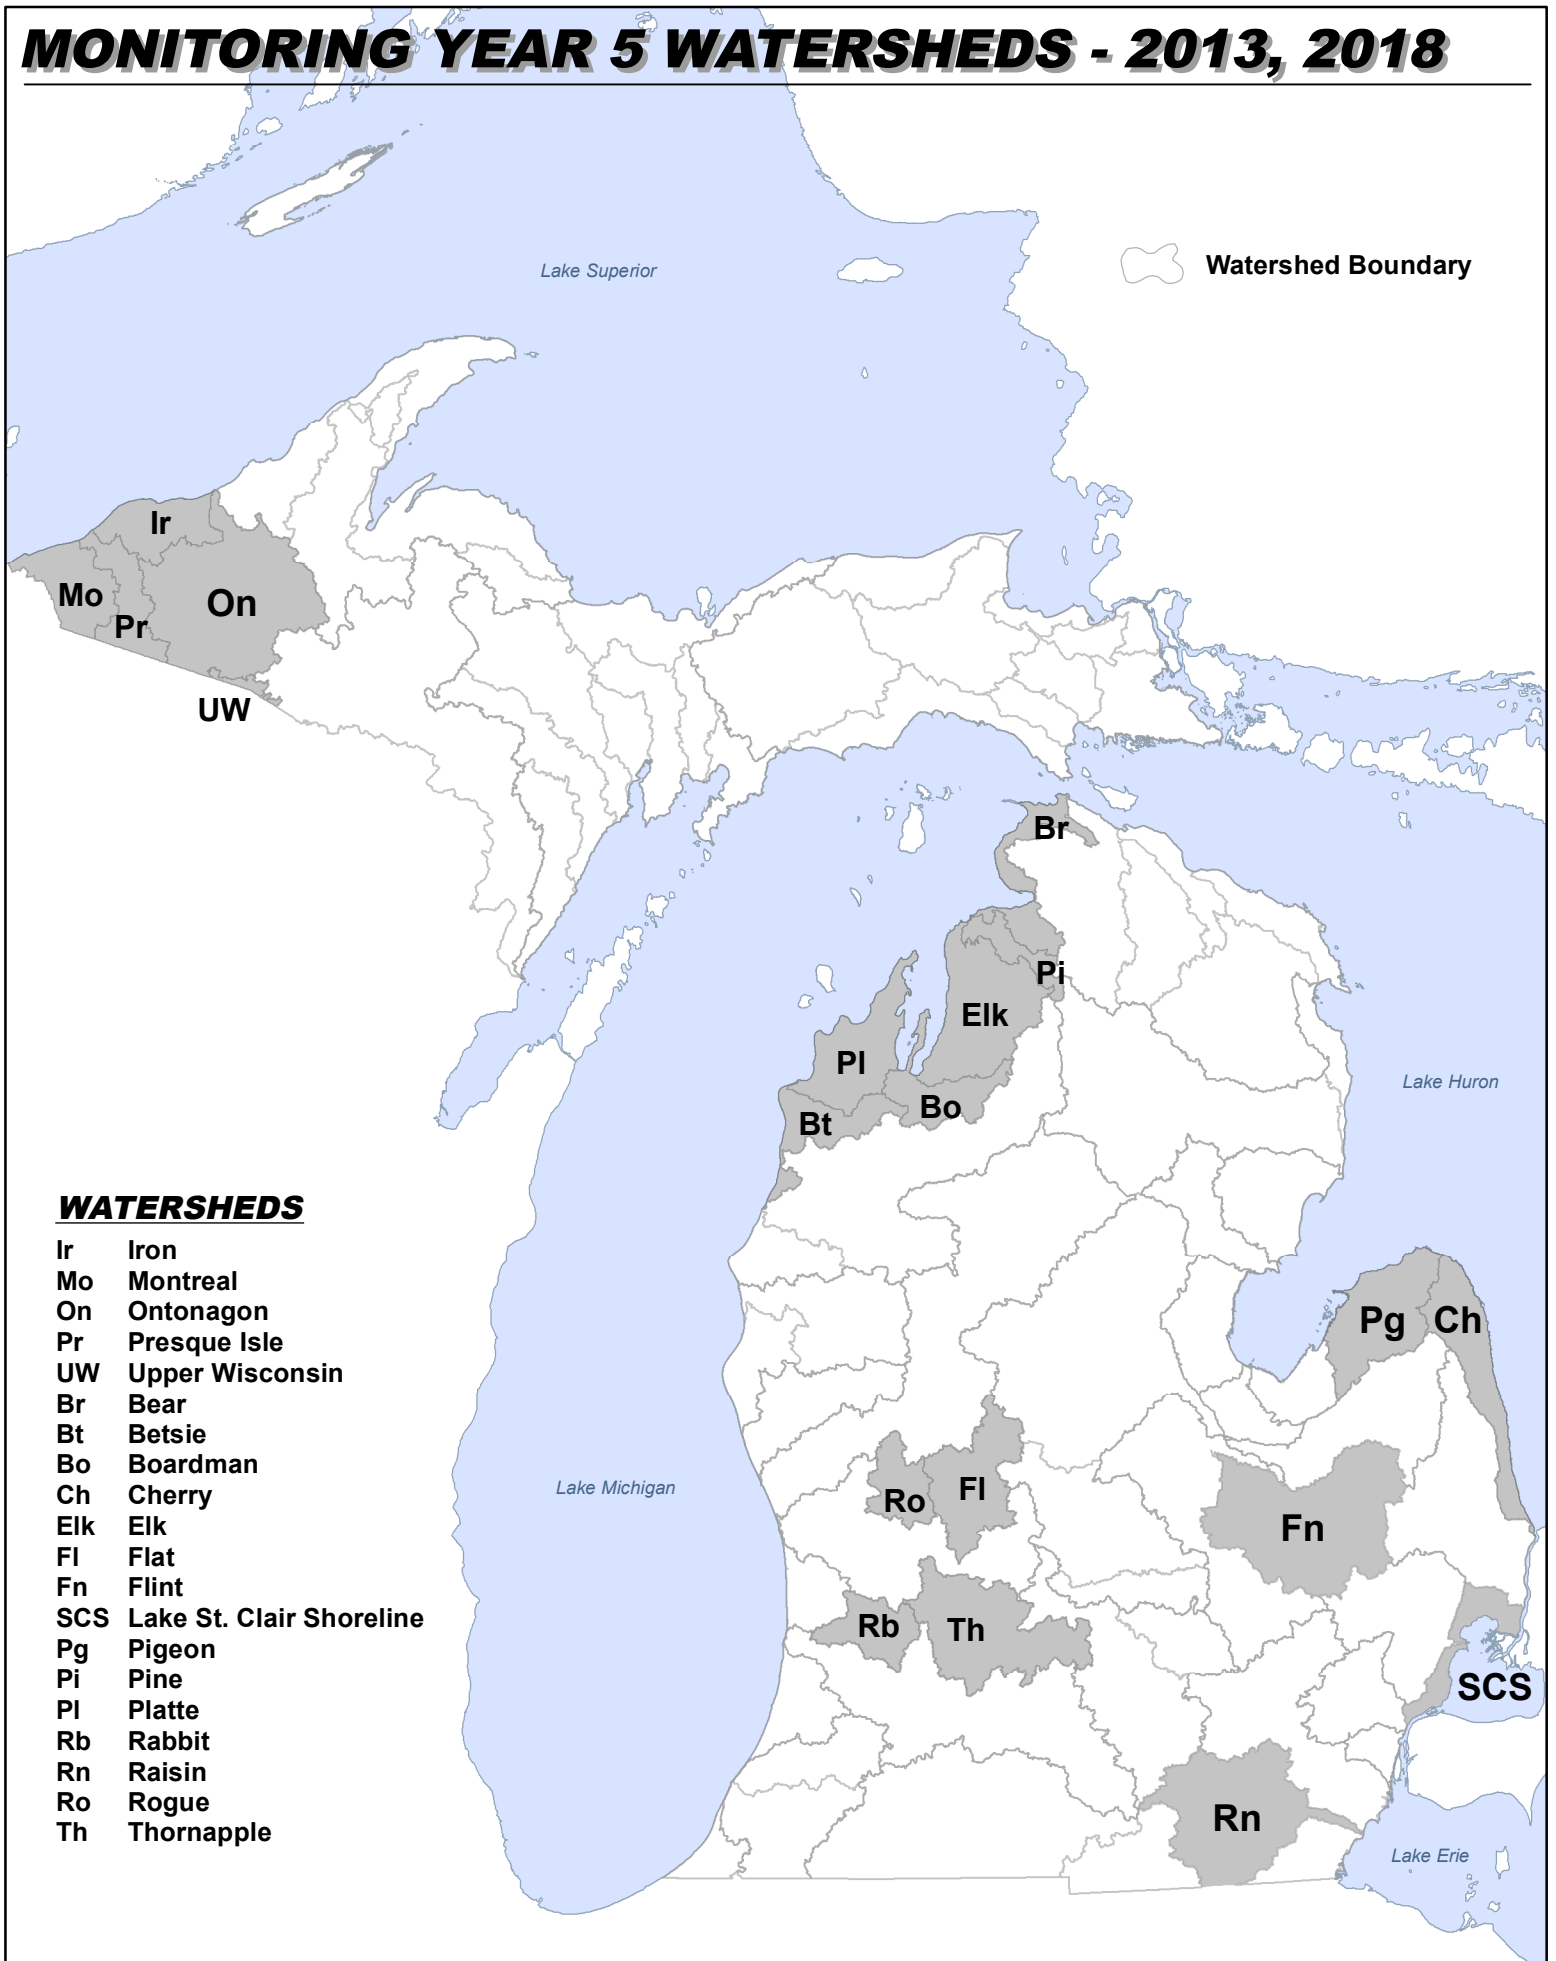 MONITORING YEAR 5 WATERSHEDS - 2013, 2018
Lake Superior
Watershed Boundary
Ir
Mo
On
Pr
UW
Br
Pi
Elk
Pl
Bo
Bt
Lake Huron
WATERSHEDS
Ir Iron
Mo Montreal
On Ontonagon
Pr Presque Isle
UW Upper Wisconsin
Br Bear
Bt Betsie
Bo Boardman
Ch Cherry
Elk Elk
Fl Flat
Fn Flint
SCS Lake St. Clair Shoreline
Pg Pigeon
Pi Pine
Pl Platte
Rb Rabbit
Rn Raisin
Ro Rogue
Th Thornapple
Pg
Ch
Lake Michigan
Ro
Fl
Fn
Rb
Th
SCS
Rn
Lake Erie